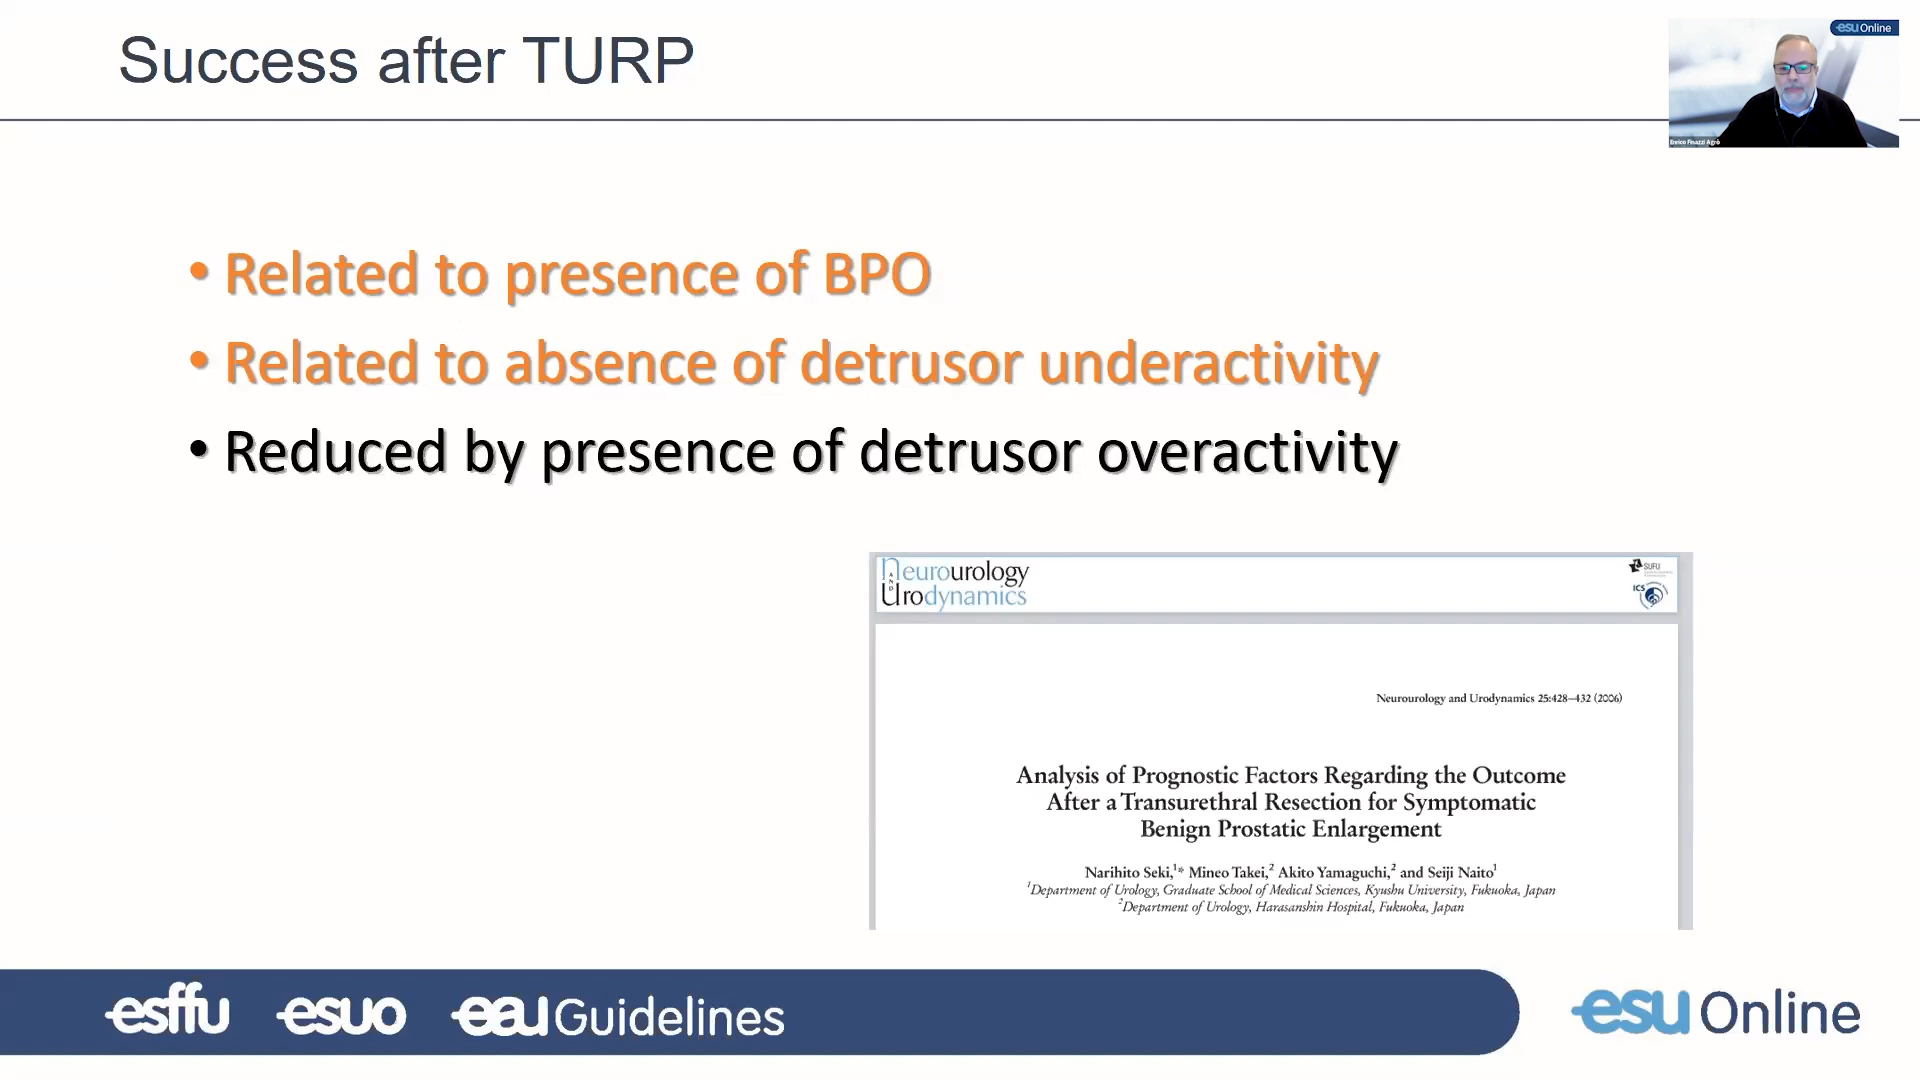 Success after TURP
esu Online
Enrico Finazzi Agrò
• Related to presence of BPO
• Related to absence of detrusor underactivity
• Reduced by presence of detrusor overactivity
Neurourology
AND
Urodynamics
SUFU
ICS
Neurourology and Urodynamics 25:428–432 (2006)
Analysis of Prognostic Factors Regarding the Outcome
After a Transurethral Resection for Symptomatic
Benign Prostatic Enlargement
Narihito Seki,1* Mineo Takei,2 Akito Yamaguchi,2 and Seiji Naito1
1Department of Urology, Graduate School of Medical Sciences, Kyushu University, Fukuoka, Japan
2Department of Urology, Harasanshin Hospital, Fukuoka, Japan
esffu esuo eau Guidelines
esu Online